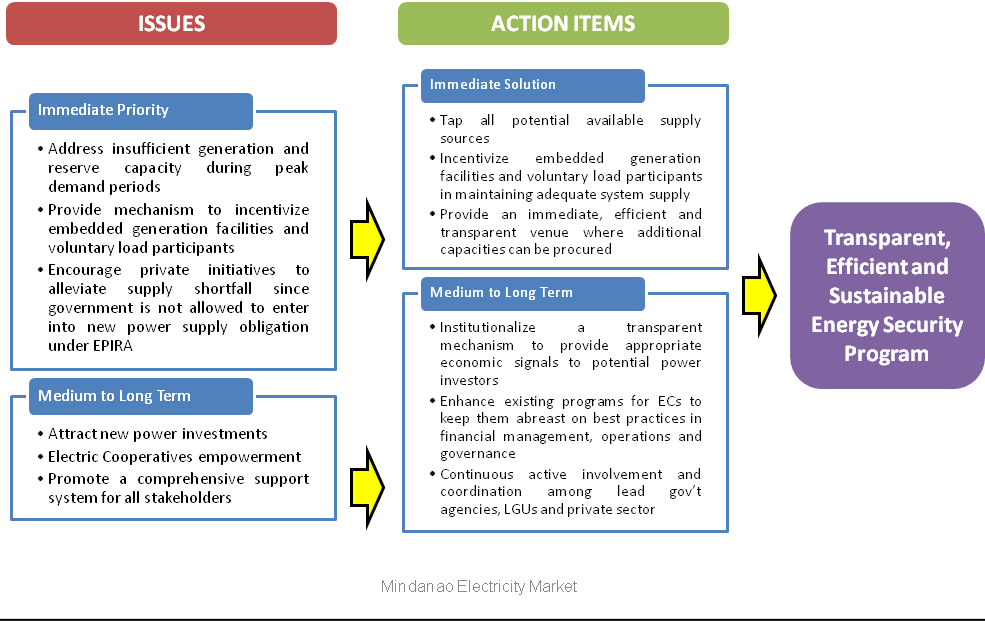 ISSUES
ACTION ITEMS
Immediate Priority
• Address insufficient generation and
reserve capacity during peak
demand periods
• Provide mechanism to incentivize
embedded generation facilities and
voluntary load participants
• Encourage private initiatives to
alleviate supply shortfall since
government is not allowed to enter
into new power supply obligation
under EPIRA
Medium to Long Term
• Attract new power investments
• Electric Cooperatives empowerment
• Promote a comprehensive support
system for all stakeholders
Immediate Solution
• Tap all potential available supply
sources
• Incentivize embedded generation
facilities and voluntary load participants
in maintaining adequate system supply
• Provide an immediate, efficient and
transparent venue where additional
capacities can be procured
Medium to Long Term
• Institutionalize a transparent
mechanism to provide appropriate
economic signals to potential power
investors
• Enhance existing programs for ECs to
keep them abreast on best practices in
financial management, operations and
governance
• Continuous active involvement and
coordination among lead gov't
agencies, LGUs and private sector
Transparent,
Efficient and
Sustainable
Energy Security
Program
Mindanao Electricity Market